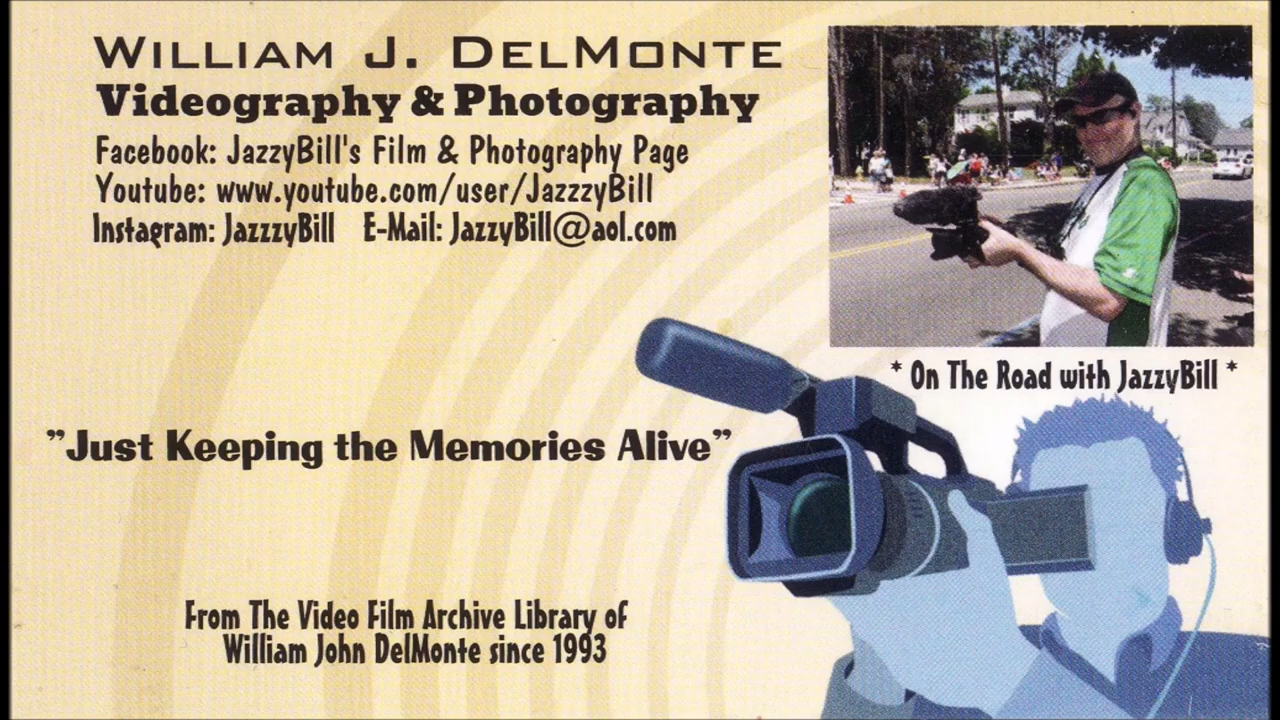 WILLIAM J. DELMONTE
Videography & Photography
Facebook: JazzyBill's Film & Photography Page
Youtube: www.youtube.com/user/JazzzyBill
Instagram: JazzzyBill E-Mail: JazzyBill@aol.com
* On The Road with JazzyBill *
"Just Keeping the Memories Alive"
From The Video Film Archive Library of
William John DelMonte since 1993